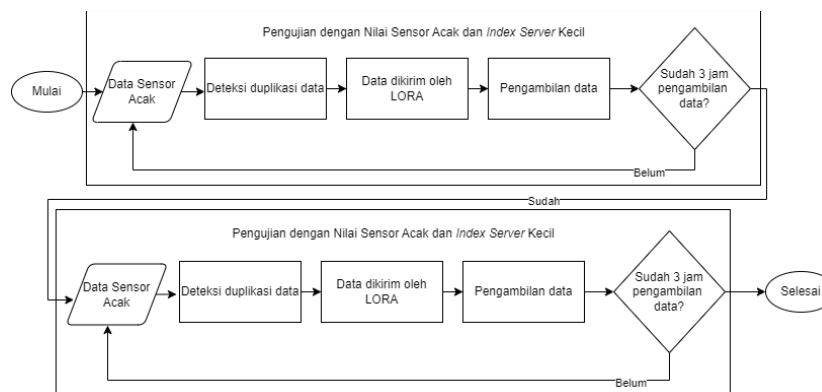 Pengujian dengan Nilai Sensor Acak dan Index Server Kecil
Mulai
Data Sensor
Acak
Deteksi duplikasi data
Data dikirim oleh
LORA
Pengambilan data
Sudah 3 jam
pengambilan
data?
Belum
Sudah
Pengujian dengan Nilai Sensor Acak dan Index Server Kecil
Data Sensor
Acak
Deteksi duplikasi data
Data dikirim oleh
LORA
Pengambilan data
Sudah 3 jam
pengambilan
data?
Selesai
Belum